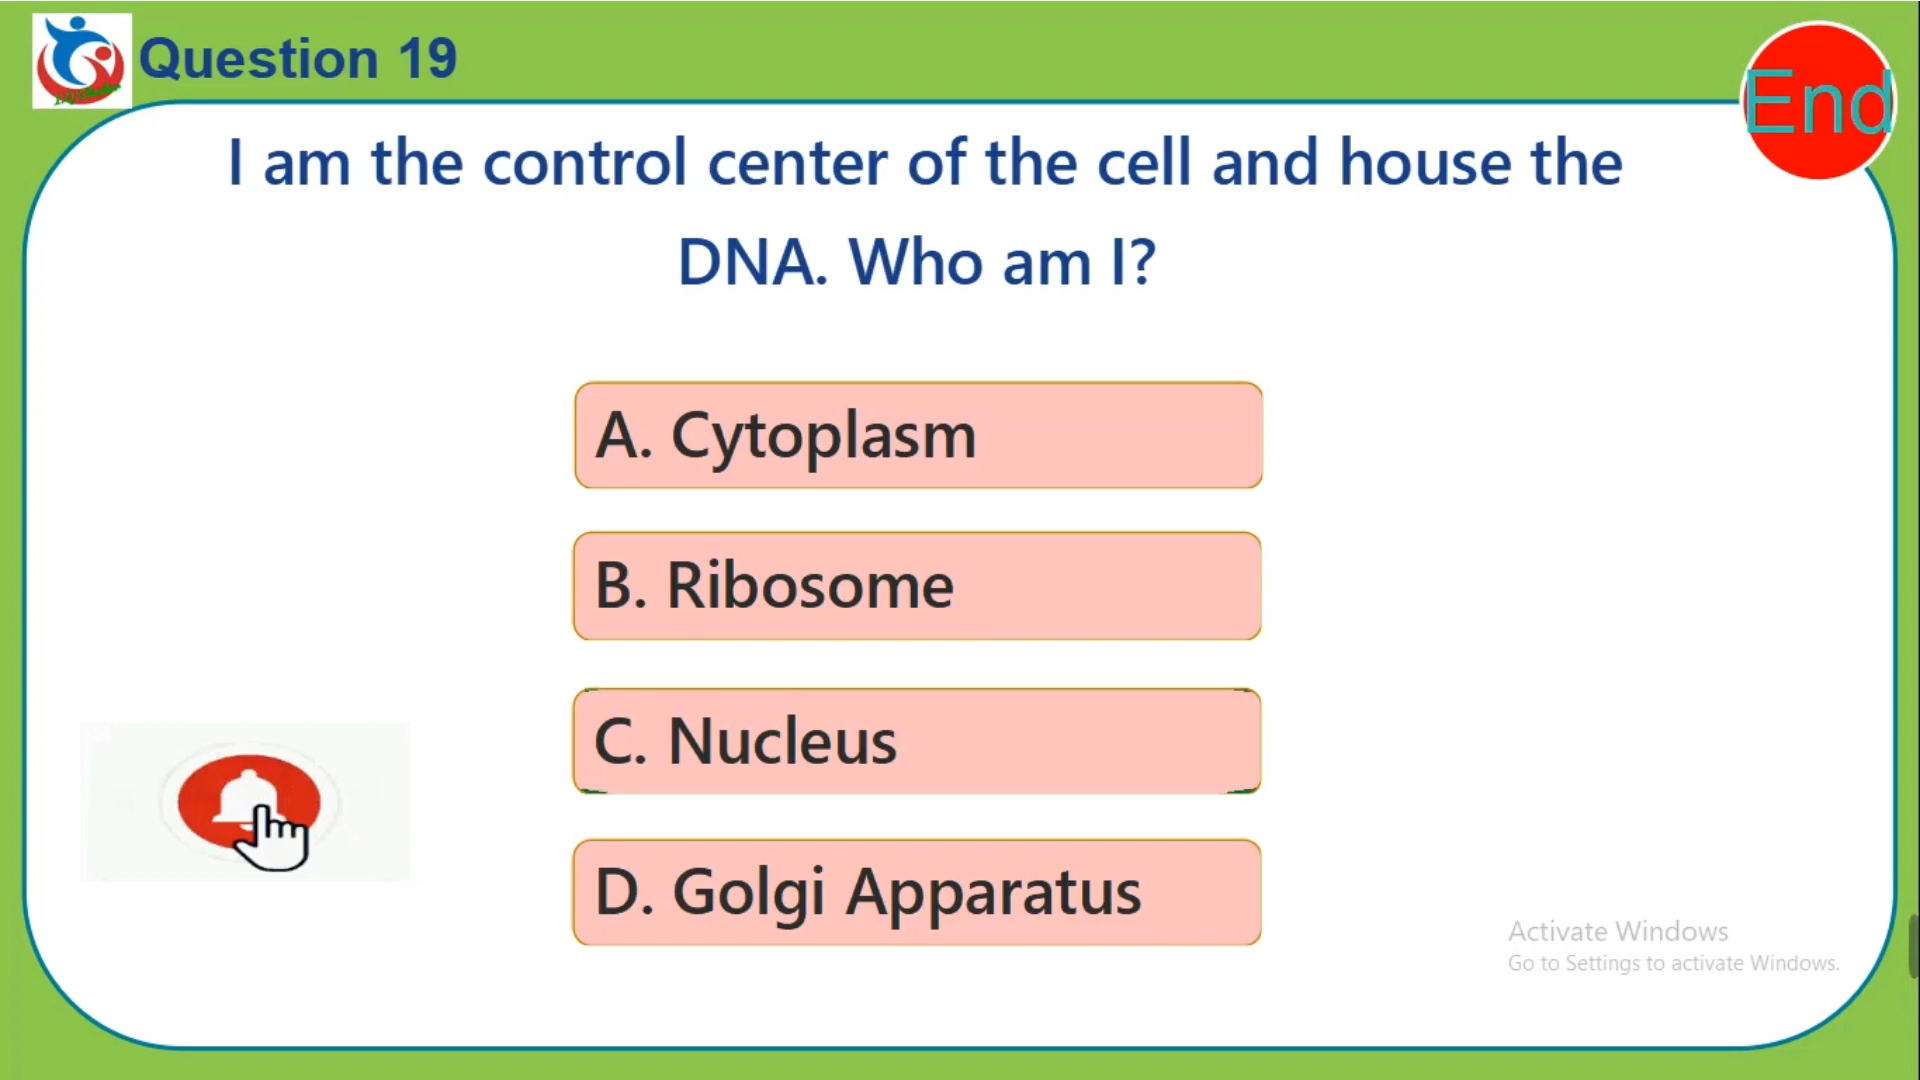 Question 19
End
I am the control center of the cell and house the
DNA. Who am I?
A. Cytoplasm
B. Ribosome
C. Nucleus
D. Golgi Apparatus
Activate Windows
Go to Settings to activate Windows.